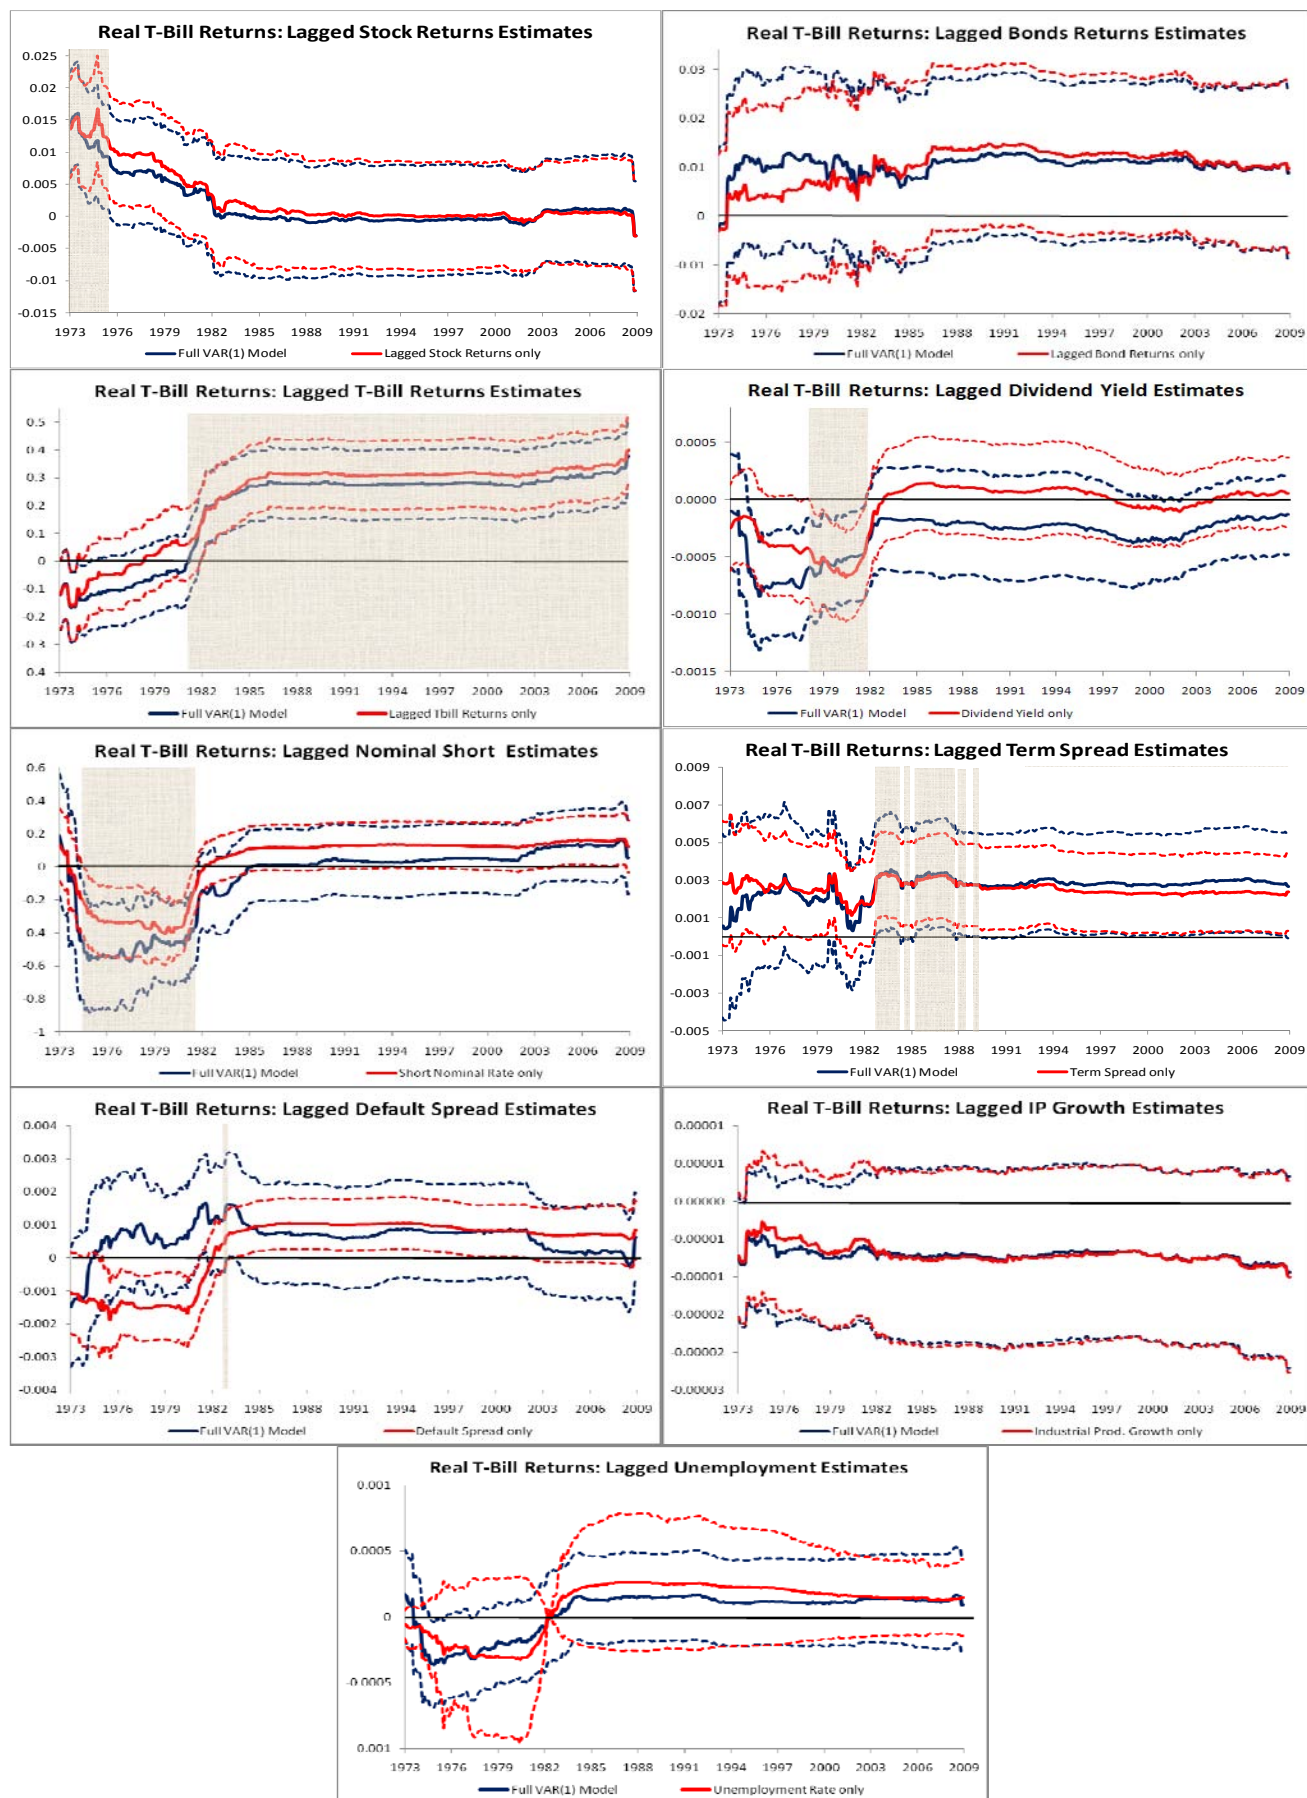 Real T-Bill Returns: Lagged Stock Returns Estimates
0.025
0.02
0.015
0.01
0.005
0
-0.005
-0.01
-0.015
1973 1976 1979 1982 1985 1988 1991 1994 1997 2000 2003 2006 2009
Full VAR(1) Model Lagged Stock Returns only
Real T-Bill Returns: Lagged Bonds Returns Estimates
0.03
0.02
0.01
0
-0.01
-0.02
1973 1976 1979 1982 1985 1988 1991 1994 1997 2000 2003 2006 2009
Full VAR(1) Model Lagged Bond Returns only
Real T-Bill Returns: Lagged T-Bill Returns Estimates
0.5
0.4
0.3
0.2
0.1
0
-0.1
-0.2
-0.3
0.4
1973 1976 1979 1982 1985 1988 1991 1994 1997 2000 2003 2006 2009
Full VAR(1) Model Lagged Tbill Returns only
Real T-Bill Returns: Lagged Dividend Yield Estimates
0.0005
0.0000
-0.0005
-0.0010
-0.0015
1973 1976 1979 1982 1985 1988 1991 1994 1997 2000 2003 2006 2009
Full VAR(1) Model Dividend Yield only
Real T-Bill Returns: Lagged Nominal Short Estimates
0.6
0.4
0.2
0
-0.2
-0.4
-0.6
-0.8
-1
1973 1976 1979 1982 1985 1988 1991 1994 1997 2000 2003 2006 2009
Full VAR(1) Model Short Nominal Rate only
Real T-Bill Returns: Lagged Term Spread Estimates
0.009
0.007
0.005
0.003
0.001
-0.001
-0.003
-0.005
1973 1976 1979 1982 1985 1988 1991 1994 1997 2000 2003 2006 2009
Full VAR(1) Model Term Spread only
Real T-Bill Returns: Lagged Default Spread Estimates
0.004
0.003
0.002
0.001
0
-0.001
-0.002
-0.003
-0.004
1973 1976 1979 1982 1985 1988 1991 1994 1997 2000 2003 2006 2009
Full VAR(1) Model Default Spread only
Real T-Bill Returns: Lagged IP Growth Estimates
0.00001
0.00001
0.00000
-0.00001
-0.00001
-0.00002
-0.00002
-0.00003
1973 1976 1979 1982 1985 1988 1991 1994 1997 2000 2003 2006 2009
Full VAR(1) Model Industrial Prod. Growth only
Real T-Bill Returns: Lagged Unemployment Estimates
0.001
0.0005
0
-0.0005
0.001
1973 1976 1979 1982 1985 1988 1991 1994 1997 2000 2003 2006 2009
Full VAR(1) Model Unemployment Rate only